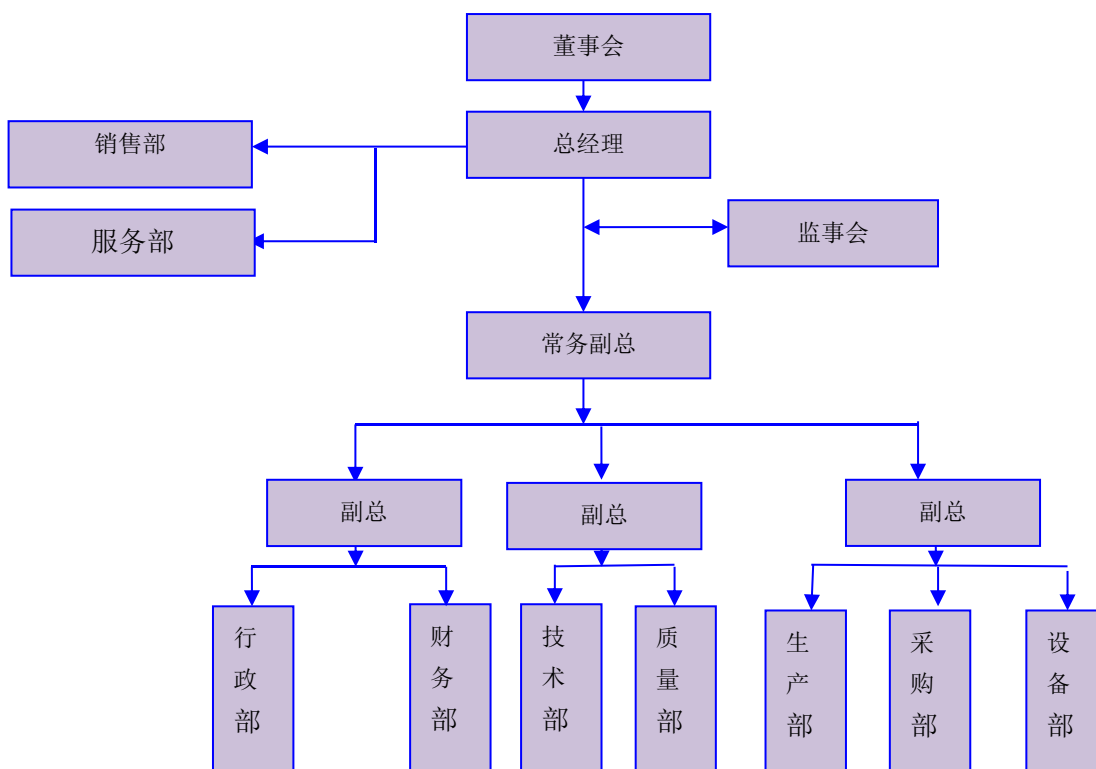 董事会
总经理
销售部
服务部
监事会
常务副总
副总
副总
副总
行政部
财务部
技术部
质量部
生产部
采购部
设备部